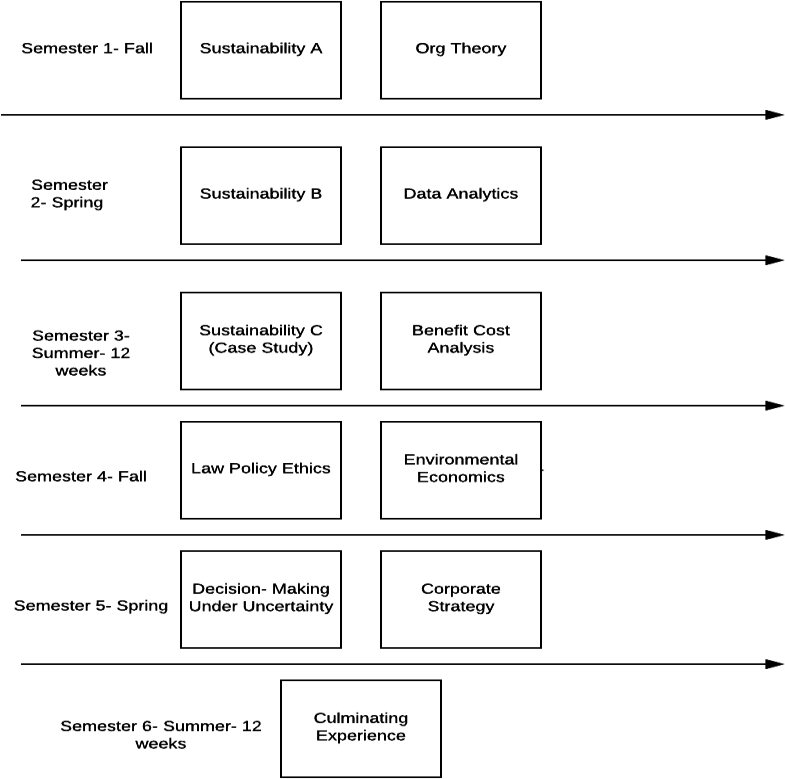 Semester 1- Fall
Sustainability A
Org Theory
Semester
2- Spring
Sustainability B
Data Analytics
Semester 3-
Summer- 12
weeks
Sustainability C
(Case Study)
Benefit Cost
Analysis
Semester 4- Fall
Law Policy Ethics
Environmental
Economics
Semester 5- Spring
Decision- Making
Under Uncertainty
Corporate
Strategy
Semester 6- Summer- 12
weeks
Culminating
Experience